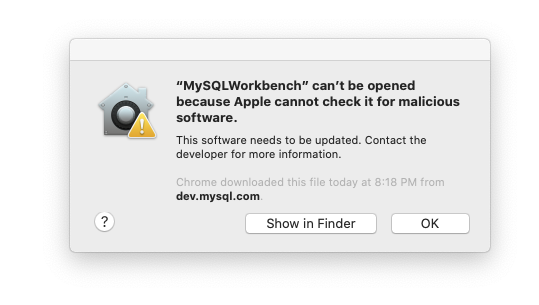 “MySQLWorkbench” can’t be opened
because Apple cannot check it for malicious
software.
This software needs to be updated. Contact the
developer for more information.
Chrome downloaded this file today at 8:18 PM from
dev.mysql.com.
?
Show in Finder
OK